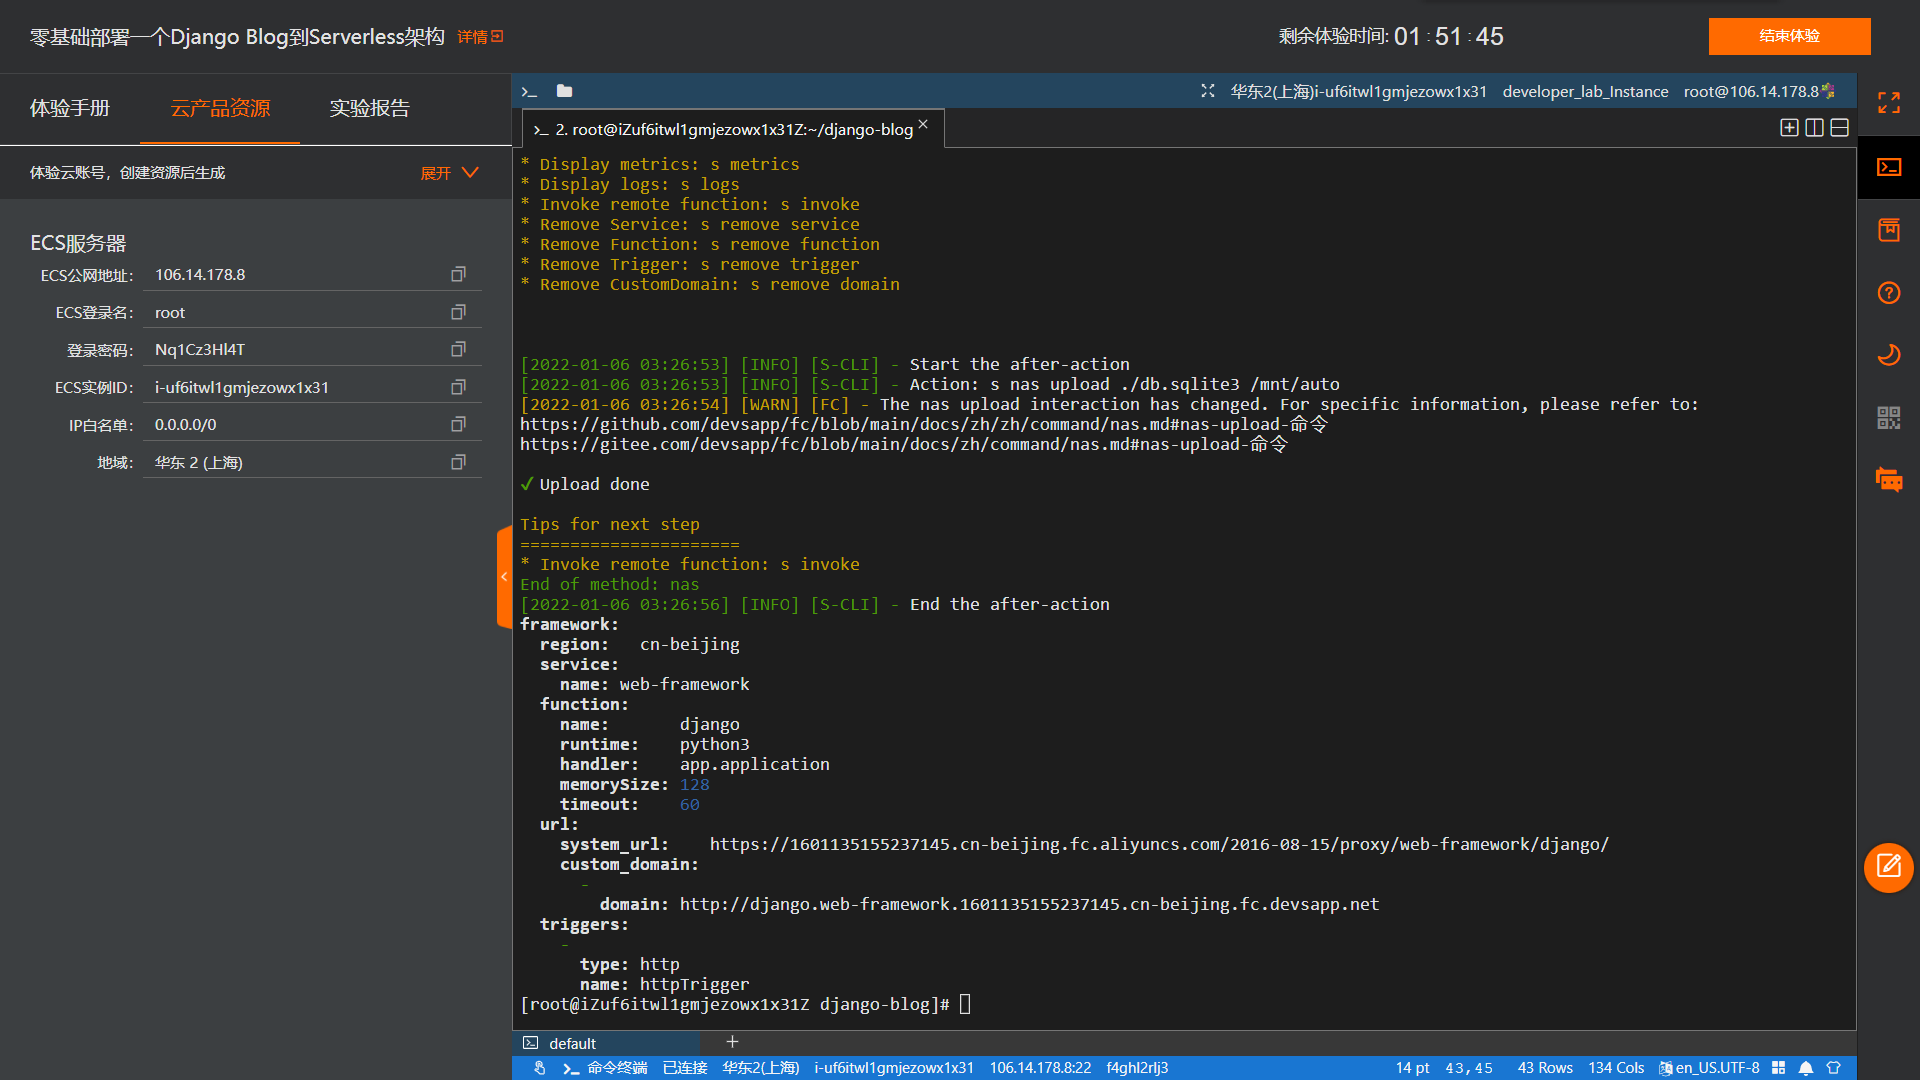 零基础部署一个Django Blog到Serverless架构 详情
剩余体验时间: 01 : 51 : 45
结束体验
体验手册 云产品资源 实验报告
体验云账号，创建资源后生成 展开
ECS服务器
ECS公网地址: 106.14.178.8
ECS登录名: root
登录密码: Nq1Cz3Hl4T
ECS实例ID: i-uf6itwl1gmjezowx1x31
IP白名单: 0.0.0.0/0
地域: 华东 2 (上海)
华东2(上海)i-uf6itwl1gmjezowx1x31 developer_lab_Instance root@106.14.178.8
2. root@iZuf6itwl1gmjezowx1x31Z:~/django-blog
* Display metrics: s metrics
* Display logs: s logs
* Invoke remote function: s invoke
* Remove Service: s remove service
* Remove Function: s remove function
* Remove Trigger: s remove trigger
* Remove CustomDomain: s remove domain
[2022-01-06 03:26:53] [INFO] [S-CLI] - Start the after-action
[2022-01-06 03:26:53] [INFO] [S-CLI] - Action: s nas upload ./db.sqlite3 /mnt/auto
[2022-01-06 03:26:54] [WARN] [FC] - The nas upload interaction has changed. For specific information, please refer to:
https://github.com/devsapp/fc/blob/main/docs/zh/zh/command/nas.md#nas-upload-命令
https://gitee.com/devsapp/fc/blob/main/docs/zh/command/nas.md#nas-upload-命令
✓ Upload done
Tips for next step
======================
* Invoke remote function: s invoke
End of method: nas
[2022-01-06 03:26:56] [INFO] [S-CLI] - End the after-action
framework:
region: cn-beijing
service:
name: web-framework
function:
name: django
runtime: python3
handler: app.application
memorySize: 128
timeout: 60
url:
system_url: https://1601135155237145.cn-beijing.fc.aliyuncs.com/2016-08-15/proxy/web-framework/django/
custom_domain:
-
domain: http://django.web-framework.1601135155237145.cn-beijing.fc.devsapp.net
triggers:
-
type: http
name: httpTrigger
[root@iZuf6itwl1gmjezowx1x31Z django-blog]#
default +
命令终端 已连接 华东2(上海) i-uf6itwl1gmjezowx1x31 106.14.178.8:22 f4ghl2rlj3 14 pt 43,45 43 Rows 134 Cols en_US.UTF-8